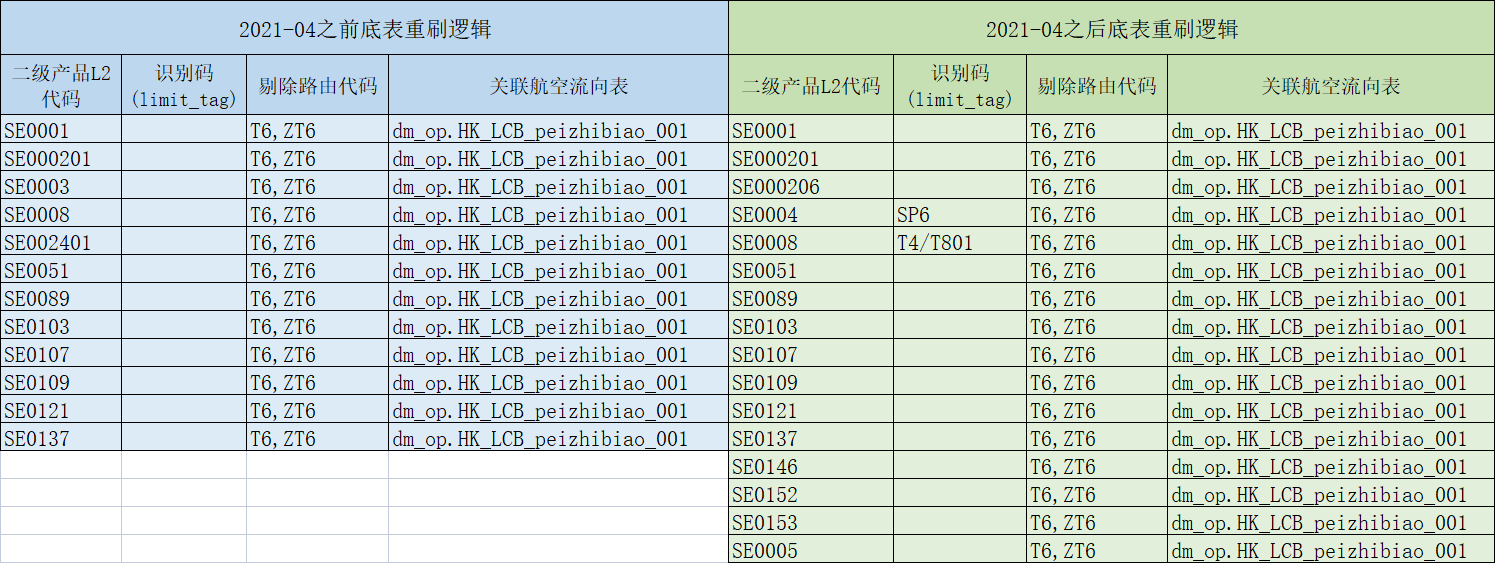 2021-04之前底表重刷逻辑 2021-04之后底表重刷逻辑
二级产品L2代码 识别码(limit_tag) 剔除路由代码 关联航空流向表 二级产品L2代码 识别码(limit_tag) 剔除路由代码 关联航空流向表
SE0001 T6,ZT6 dm_op.HK_LCB_peizhibiao_001 SE0001 T6,ZT6 dm_op.HK_LCB_peizhibiao_001
SE000201 T6,ZT6 dm_op.HK_LCB_peizhibiao_001 SE000201 T6,ZT6 dm_op.HK_LCB_peizhibiao_001
SE0003 T6,ZT6 dm_op.HK_LCB_peizhibiao_001 SE000206 T6,ZT6 dm_op.HK_LCB_peizhibiao_001
SE0008 T6,ZT6 dm_op.HK_LCB_peizhibiao_001 SE0004 SP6 T6,ZT6 dm_op.HK_LCB_peizhibiao_001
SE002401 T6,ZT6 dm_op.HK_LCB_peizhibiao_001 SE0008 T4/T801 T6,ZT6 dm_op.HK_LCB_peizhibiao_001
SE0051 T6,ZT6 dm_op.HK_LCB_peizhibiao_001 SE0051 T6,ZT6 dm_op.HK_LCB_peizhibiao_001
SE0089 T6,ZT6 dm_op.HK_LCB_peizhibiao_001 SE0089 T6,ZT6 dm_op.HK_LCB_peizhibiao_001
SE0103 T6,ZT6 dm_op.HK_LCB_peizhibiao_001 SE0103 T6,ZT6 dm_op.HK_LCB_peizhibiao_001
SE0107 T6,ZT6 dm_op.HK_LCB_peizhibiao_001 SE0107 T6,ZT6 dm_op.HK_LCB_peizhibiao_001
SE0109 T6,ZT6 dm_op.HK_LCB_peizhibiao_001 SE0109 T6,ZT6 dm_op.HK_LCB_peizhibiao_001
SE0121 T6,ZT6 dm_op.HK_LCB_peizhibiao_001 SE0121 T6,ZT6 dm_op.HK_LCB_peizhibiao_001
SE0137 T6,ZT6 dm_op.HK_LCB_peizhibiao_001 SE0137 T6,ZT6 dm_op.HK_LCB_peizhibiao_001
SE0146 T6,ZT6 dm_op.HK_LCB_peizhibiao_001
SE0152 T6,ZT6 dm_op.HK_LCB_peizhibiao_001
SE0153 T6,ZT6 dm_op.HK_LCB_peizhibiao_001
SE0005 T6,ZT6 dm_op.HK_LCB_peizhibiao_001